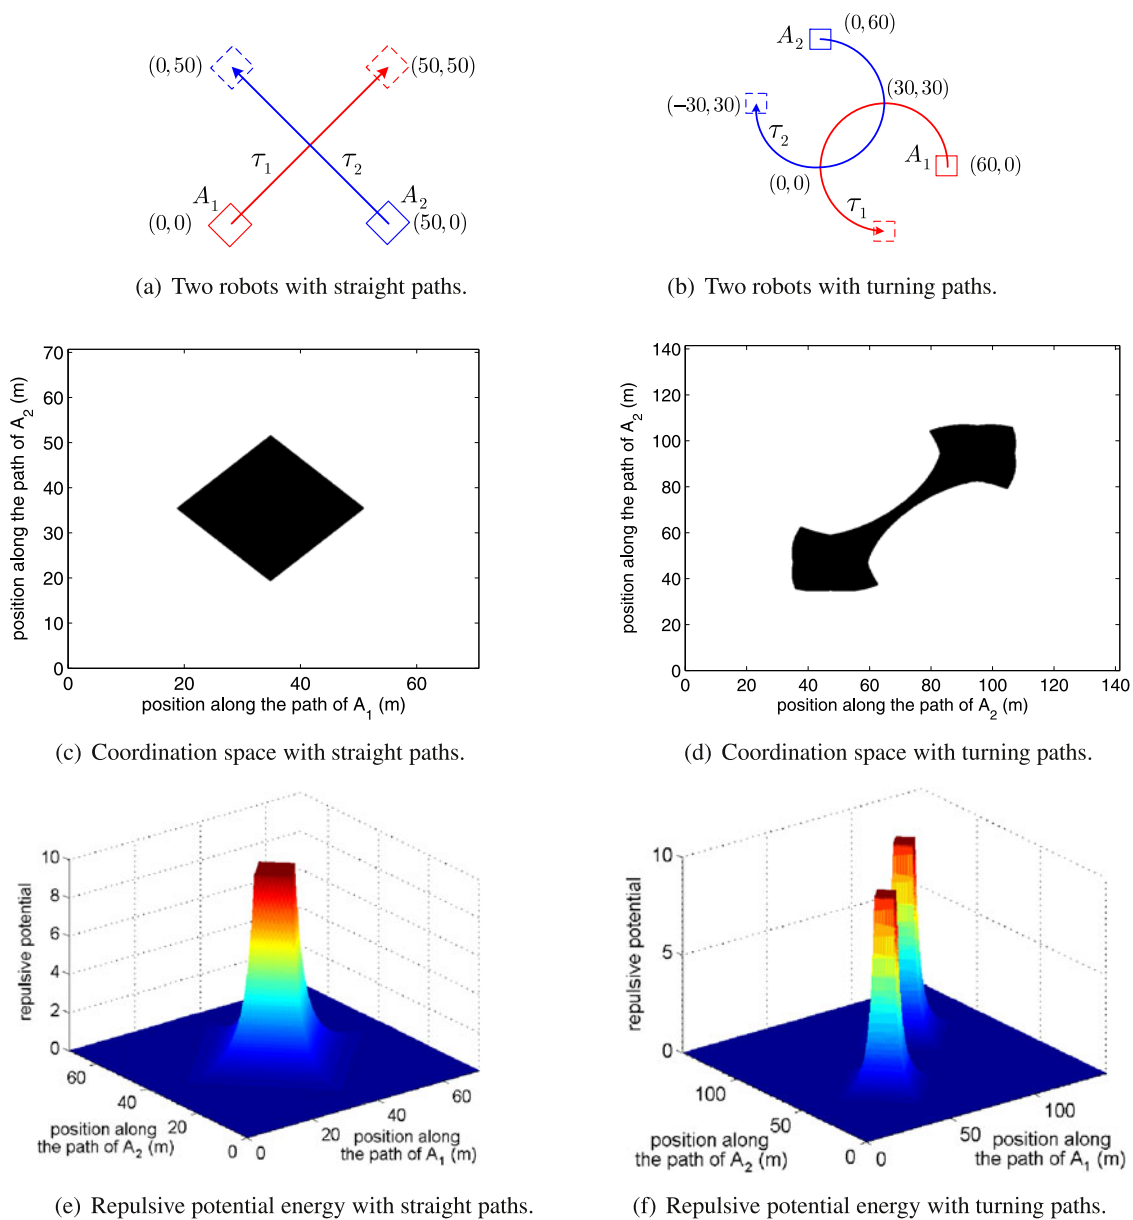 (0,60)
A₂
(0,50)
(50,50)
(30,30)
(−30,30)
τ₂
τ₁
τ₂
A₁
(60,0)
A₁
A₂
(0,0)
τ₁
(0,0)
(50,0)
(a) Two robots with straight paths.
(b) Two robots with turning paths.
70
60
50
40
30
20
10
0
position along the path of A₂ (m)
0
20
40
60
position along the path of A₁ (m)
140
120
100
80
60
40
20
0
position along the path of A₂ (m)
0
20
40
60
80
100
120
140
position along the path of A₂ (m)
(c) Coordination space with straight paths.
(d) Coordination space with turning paths.
10
8
6
4
2
0
repulsive potential
60
40
20
0
position along
the path of A₂ (m)
0
20
40
60
position along
the path of A₁ (m)
10
5
0
repulsive potential
100
50
0
position along
the path of A₂ (m)
0
50
100
position along
the path of A₁ (m)
(e) Repulsive potential energy with straight paths.
(f) Repulsive potential energy with turning paths.